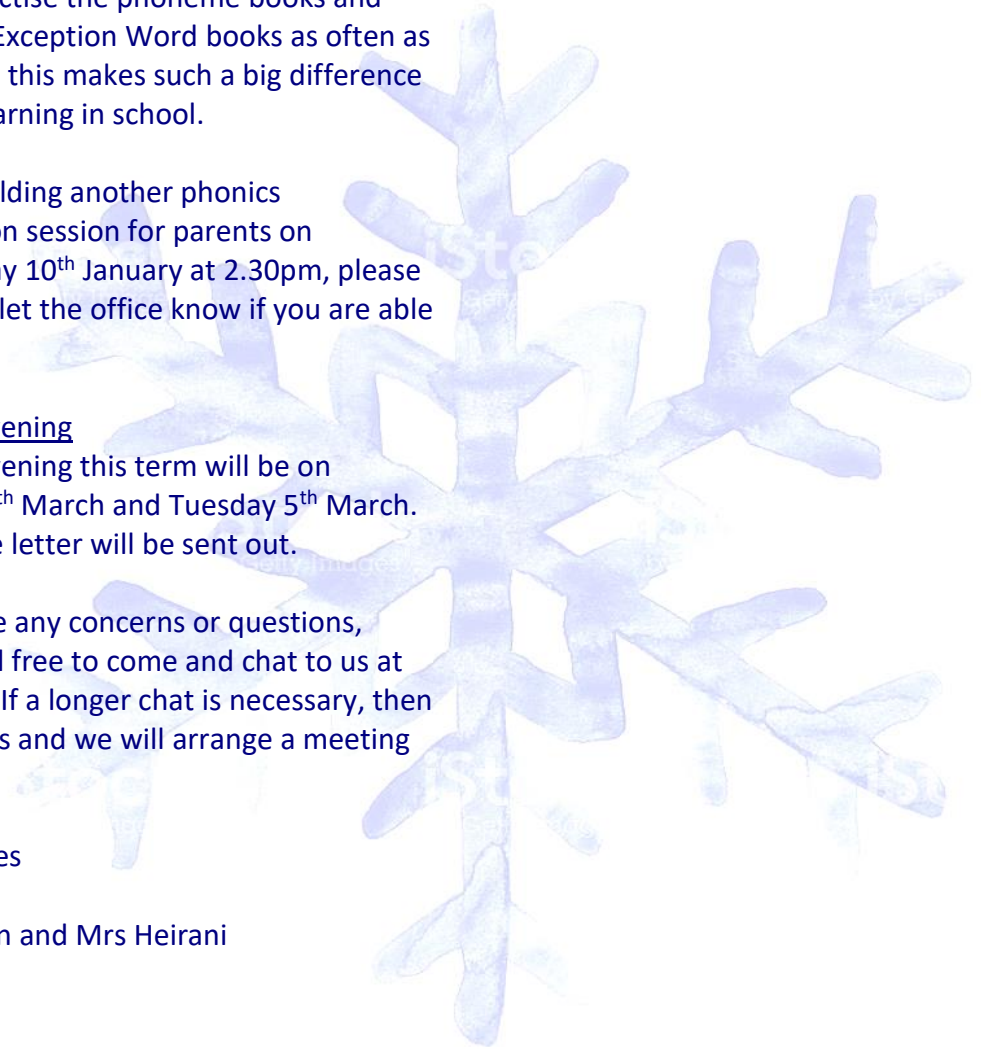 ctise the phoneme books and
Exception Word books as often as
this makes such a big difference
arning in school.
lding another phonics
on session for parents on
ay 10th January at 2.30pm, please
let the office know if you are able
ening
ening this term will be on
th March and Tuesday 5th March.
e letter will be sent out.
e any concerns or questions,
l free to come and chat to us at
If a longer chat is necessary, then
s and we will arrange a meeting
es
n and Mrs Heirani